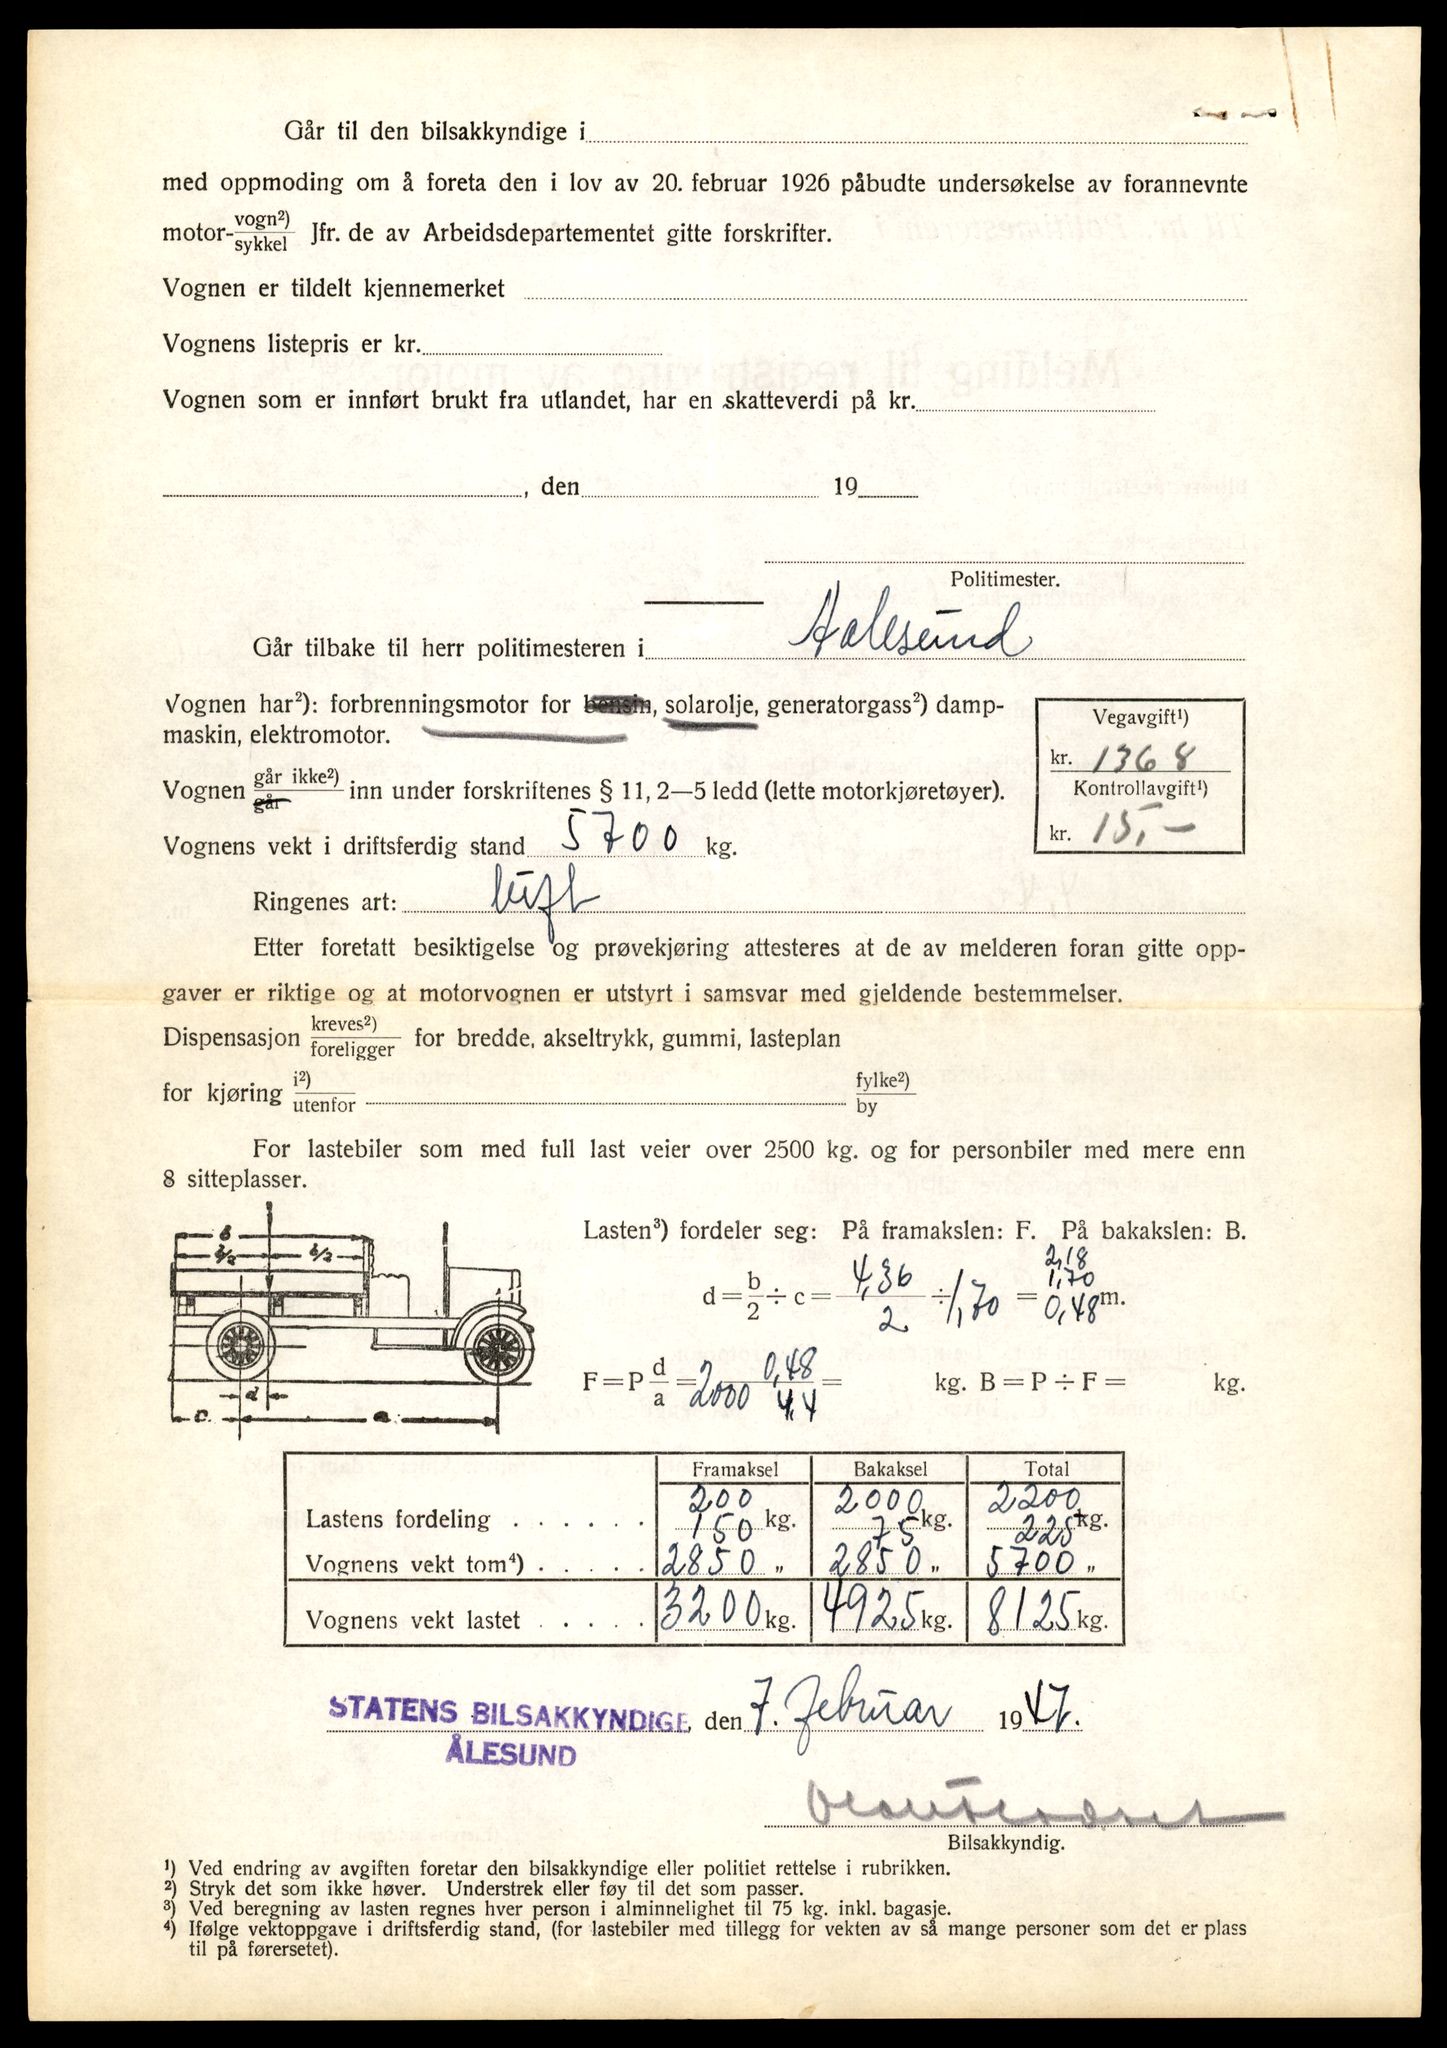 Går til den bilsakkyndige i
med oppmoding om å foreta den i lov av 20. februar 1926 påbudte undersøkelse av forannevnte
motor-vogn²)/sykkel Jfr. de av Arbeidsdepartementet gitte forskrifter.
Vognen er tildelt kjennemerket
Vognens listepris er kr.
Vognen som er innført brukt fra utlandet, har en skatteverdi på kr.
, den 19
Politimester.
Går tilbake til herr politimesteren i Aalesund
Vognen har²): forbrenningsmotor for bensin, solarolje, generatorgass²) damp-
maskin, elektromotor.
Vegavgift¹)
kr. 1368
Kontrollavgift¹)
kr. 15,-
Vognen går ikke²)/går inn under forskriftenes § 11, 2—5 ledd (lette motorkjøretøyer).
Vognens vekt i driftsferdig stand 5700 kg.
Ringenes art: luft
Etter foretatt besiktigelse og prøvekjøring attesteres at de av melderen foran gitte opp-
gaver er riktige og at motorvognen er utstyrt i samsvar med gjeldende bestemmelser.
Dispensasjon kreves²)/foreligger for bredde, akseltrykk, gummi, lasteplan
for kjøring i²)/utenfor fylke²)/by
For lastebiler som med full last veier over 2500 kg. og for personbiler med mere enn
8 sitteplasser.
b
b/2 b/2
d
c. a
Lasten³) fordeler seg: På framakslen: F. På bakakslen: B.
2,18
1,70
d = b/2 ÷ c = 4,36/2 ÷ 1,70 = 0,48 m.
F = P d/a = 2000 0,48/4,4 = kg. B = P ÷ F = kg.
Framaksel Bakaksel Total
200 2000 2200
Lastens fordeling . . . . . . 150 kg. 75 kg. 225 kg.
Vognens vekt tom⁴) . . . . . 2850 „ 2850 „ 5700 „
Vognens vekt lastet . . . . . 3200 kg. 4925 kg. 8125 kg.
STATENS BILSAKKYNDIGE, den 7. februar 1947.
ÅLESUND
Bilsakkyndig.
¹) Ved endring av avgiften foretar den bilsakkyndige eller politiet rettelse i rubrikken.
²) Stryk det som ikke høver. Understrek eller føy til det som passer.
³) Ved beregning av lasten regnes hver person i alminnelighet til 75 kg. inkl. bagasje.
⁴) Ifølge vektoppgave i driftsferdig stand, (for lastebiler med tillegg for vekten av så mange personer som det er plass
til på førersetet).